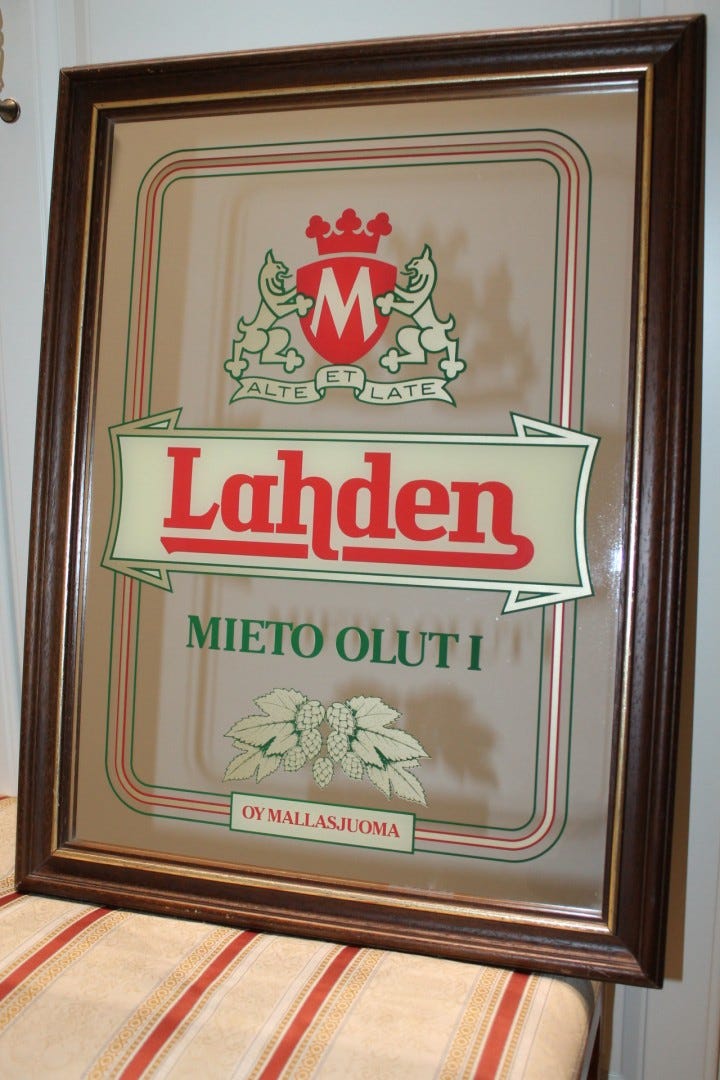 M
ALTE ET LATE
Lahden
MIETO OLUT I
OY MALLASJUOMA